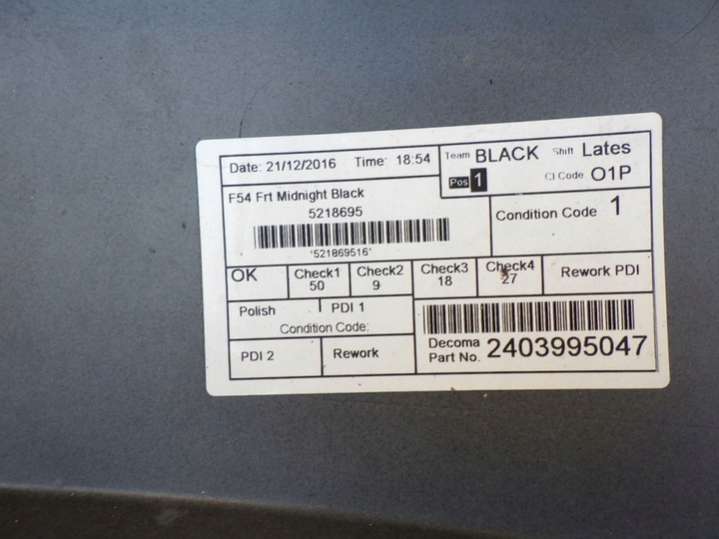 Date: 21/12/2016 Time: 18:54
Team BLACK Shift Lates
Pos 1 CI Code O1P
F54 Frt Midnight Black
5218695
*521869516*
Condition Code 1
OK Check1 Check2 Check3 Check4 Rework PDI
50 9 18 27
Polish PDI 1
Condition Code:
PDI 2 Rework
Decoma
Part No. 2403995047